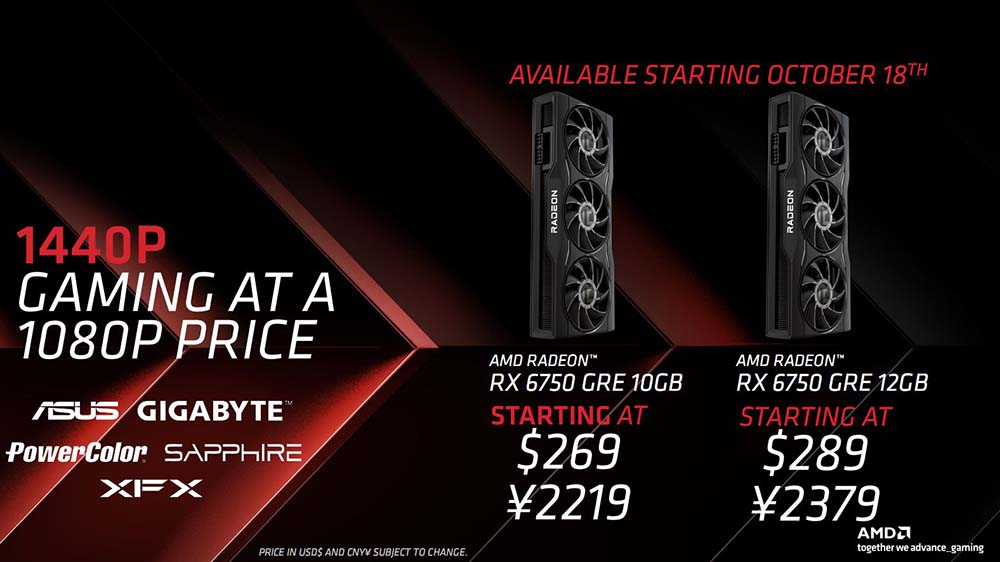 AVAILABLE STARTING OCTOBER 18TH
RADEON
RADEON
1440P
GAMING AT A
1080P PRICE
ASUS GIGABYTE™
PowerColor® SAPPHIRE
XFX
AMD RADEON™
RX 6750 GRE 10GB
STARTING AT
$269
¥2219
AMD RADEON™
RX 6750 GRE 12GB
STARTING AT
$289
¥2379
AMD
together we advance_gaming
PRICE IN USD$ AND CNY¥ SUBJECT TO CHANGE.